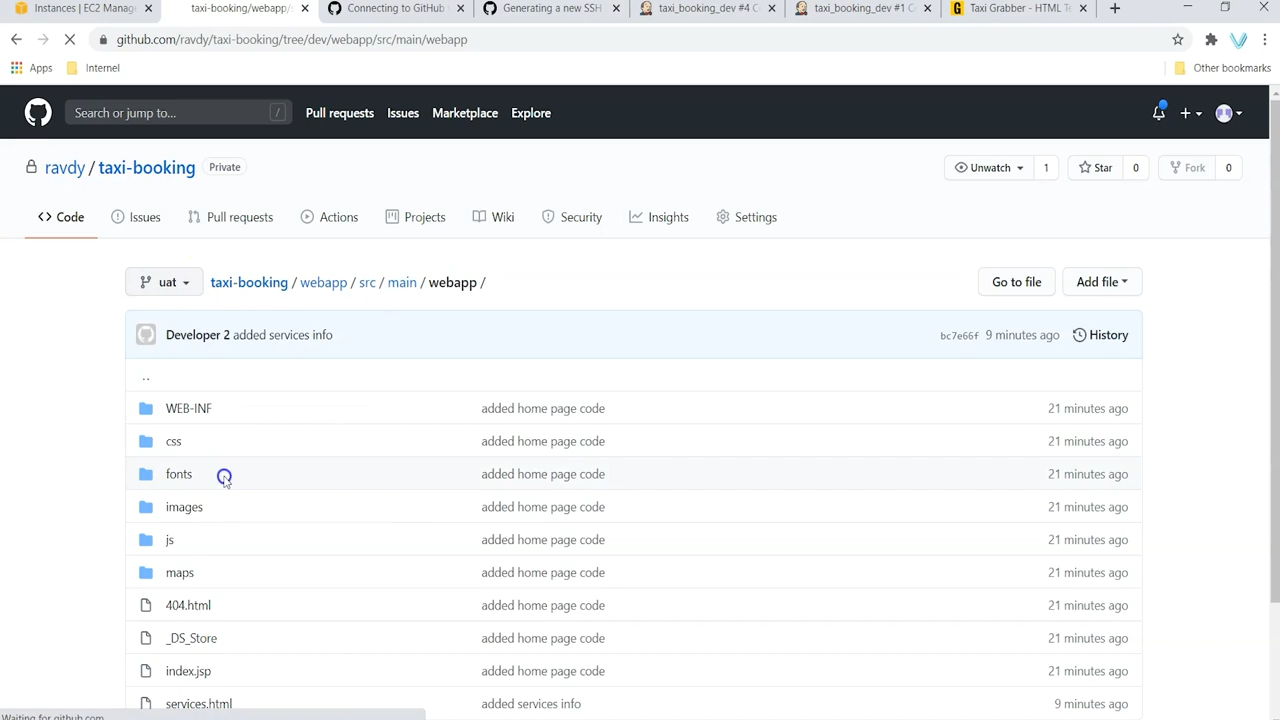 Instances | EC2 Manage
taxi-booking/webapp/s
Connecting to GitHub
Generating a new SSH
taxi_booking_dev #4 C
taxi_booking_dev #1 C
Taxi Grabber - HTML Te
github.com/ravdy/taxi-booking/tree/dev/webapp/src/main/webapp
Apps
Internet
Other bookmarks
Search or jump to...
/
Pull requests
Issues
Marketplace
Explore
ravdy / taxi-booking
Private
Unwatch
1
Star
0
Fork
0
Code
Issues
Pull requests
Actions
Projects
Wiki
Security
Insights
Settings
uat
taxi-booking / webapp / src / main / webapp /
Go to file
Add file
Developer 2 added services info
bc7e66f 9 minutes ago
History
..
WEB-INF added home page code 21 minutes ago
css added home page code 21 minutes ago
fonts added home page code 21 minutes ago
images added home page code 21 minutes ago
js added home page code 21 minutes ago
maps added home page code 21 minutes ago
404.html added home page code 21 minutes ago
_DS_Store added home page code 21 minutes ago
index.jsp added home page code 21 minutes ago
services.html added services info 9 minutes ago
Waiting for github.com